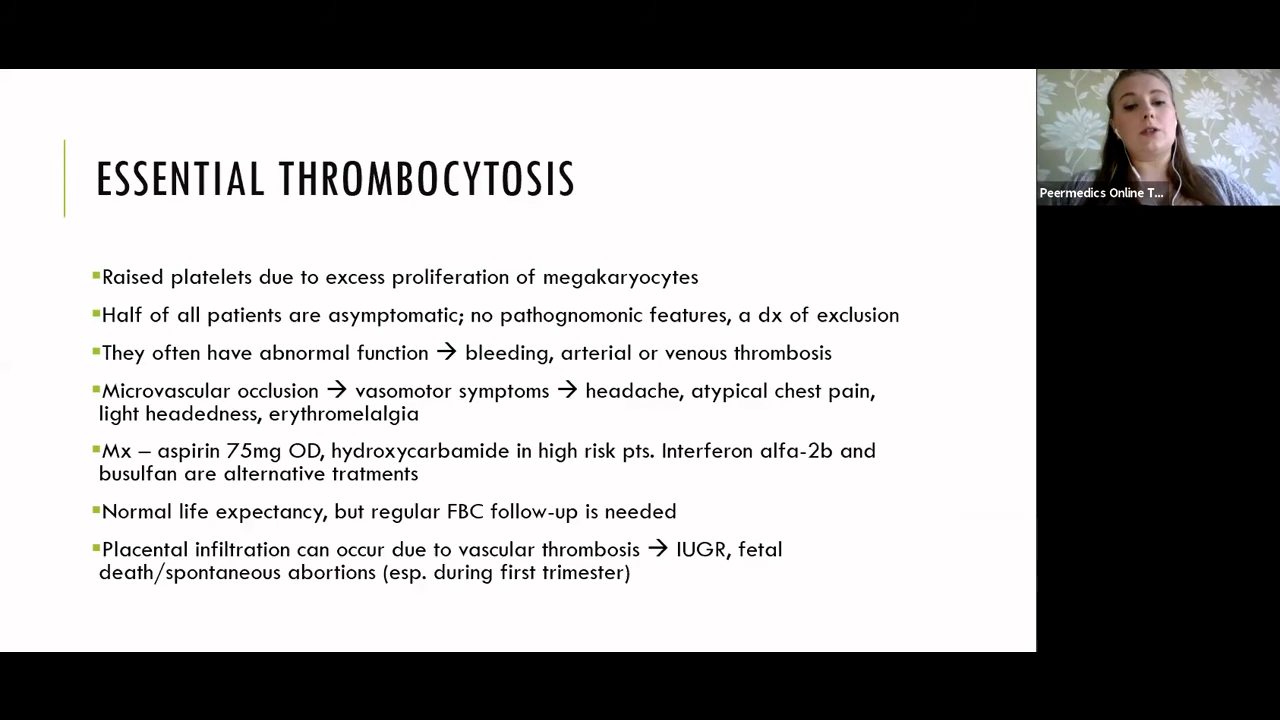 ESSENTIAL THROMBOCYTOSIS
▪Raised platelets due to excess proliferation of megakaryocytes
▪Half of all patients are asymptomatic; no pathognomonic features, a dx of exclusion
▪They often have abnormal function → bleeding, arterial or venous thrombosis
▪Microvascular occlusion → vasomotor symptoms → headache, atypical chest pain,
light headedness, erythromelalgia
▪Mx – aspirin 75mg OD, hydroxycarbamide in high risk pts. Interferon alfa-2b and
busulfan are alternative tratments
▪Normal life expectancy, but regular FBC follow-up is needed
▪Placental infiltration can occur due to vascular thrombosis → IUGR, fetal
death/spontaneous abortions (esp. during first trimester)
Peermedics Online T...